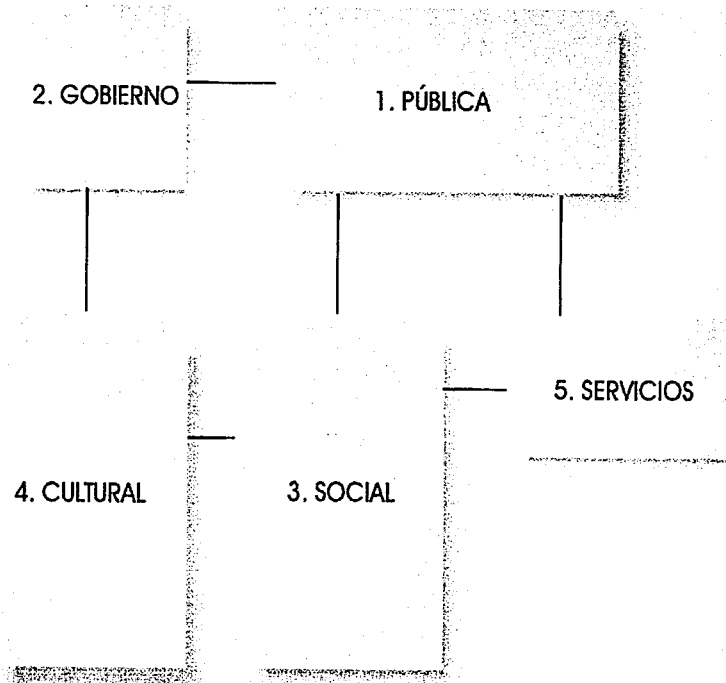 2. GOBIERNO
1. PÚBLICA
5. SERVICIOS
4. CULTURAL
3. SOCIAL